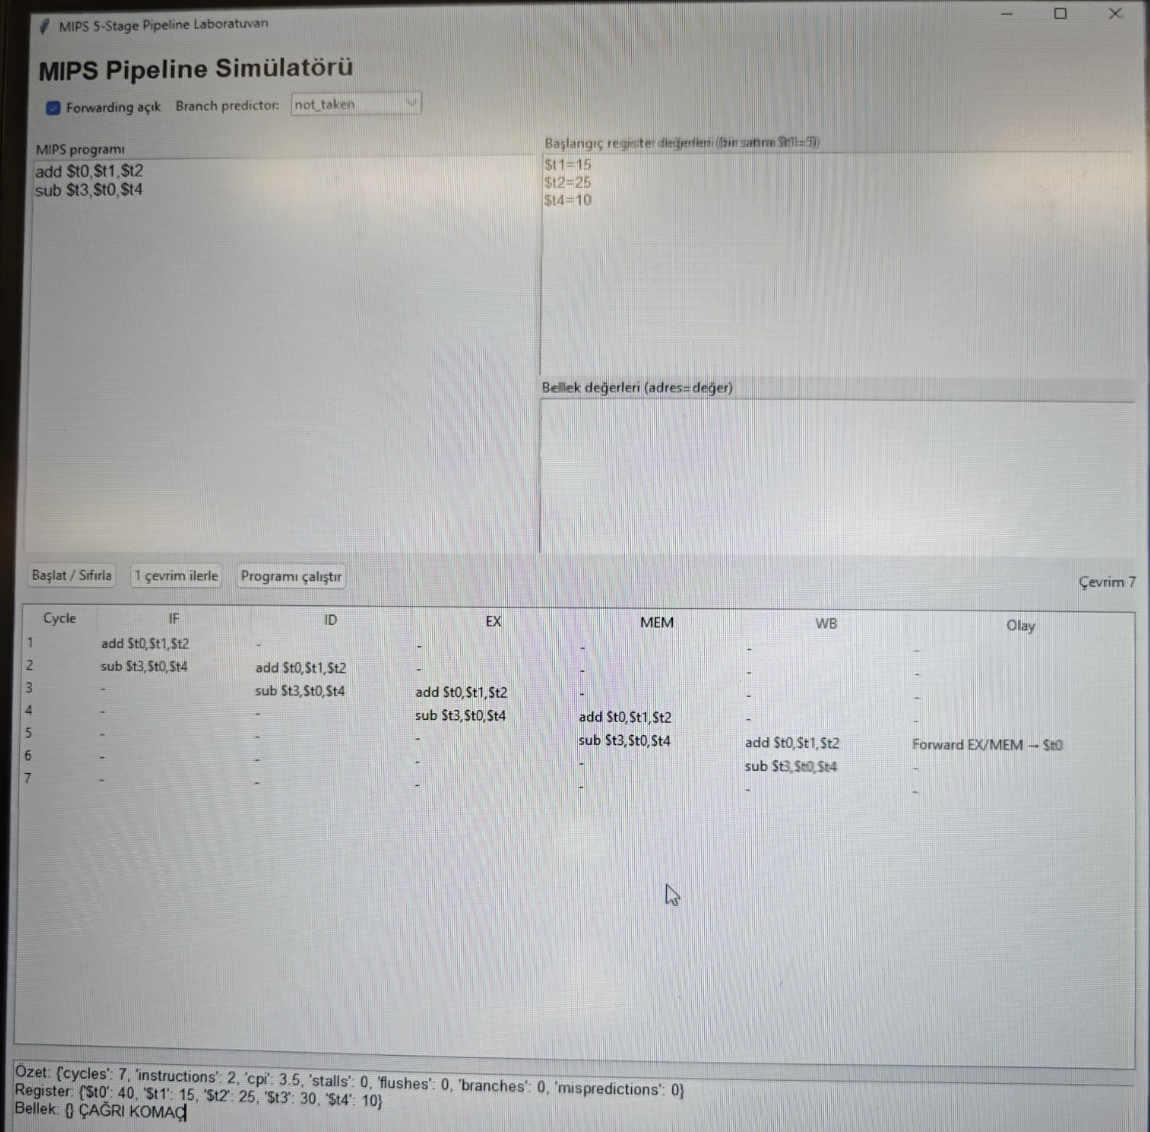 MIPS 5-Stage Pipeline Laboratuvarı
MIPS Pipeline Simülatörü
Forwarding açık Branch predictor: not_taken
MIPS programı
add $t0,$t1,$t2
sub $t3,$t0,$t4
Başlangıç register değerleri (bir satıra $t1=5)
$t1=15
$t2=25
$t4=10
Bellek değerleri (adres=değer)
Başlat / Sıfırla 1 çevrim ilerle Programı çalıştır Çevrim 7
Cycle IF ID EX MEM WB Olay
1 add $t0,$t1,$t2 - - - - -
2 sub $t3,$t0,$t4 add $t0,$t1,$t2 - - - -
3 - sub $t3,$t0,$t4 add $t0,$t1,$t2 - - -
4 - - sub $t3,$t0,$t4 add $t0,$t1,$t2 - -
5 - - - sub $t3,$t0,$t4 add $t0,$t1,$t2 Forward EX/MEM → $t0
6 - - - - sub $t3,$t0,$t4 -
7 - - - - - -
Özet: {'cycles': 7, 'instructions': 2, 'cpi': 3.5, 'stalls': 0, 'flushes': 0, 'branches': 0, 'mispredictions': 0}
Register: {'$t0': 40, '$t1': 15, '$t2': 25, '$t3': 30, '$t4': 10}
Bellek: {} ÇAĞRI KOMAÇ